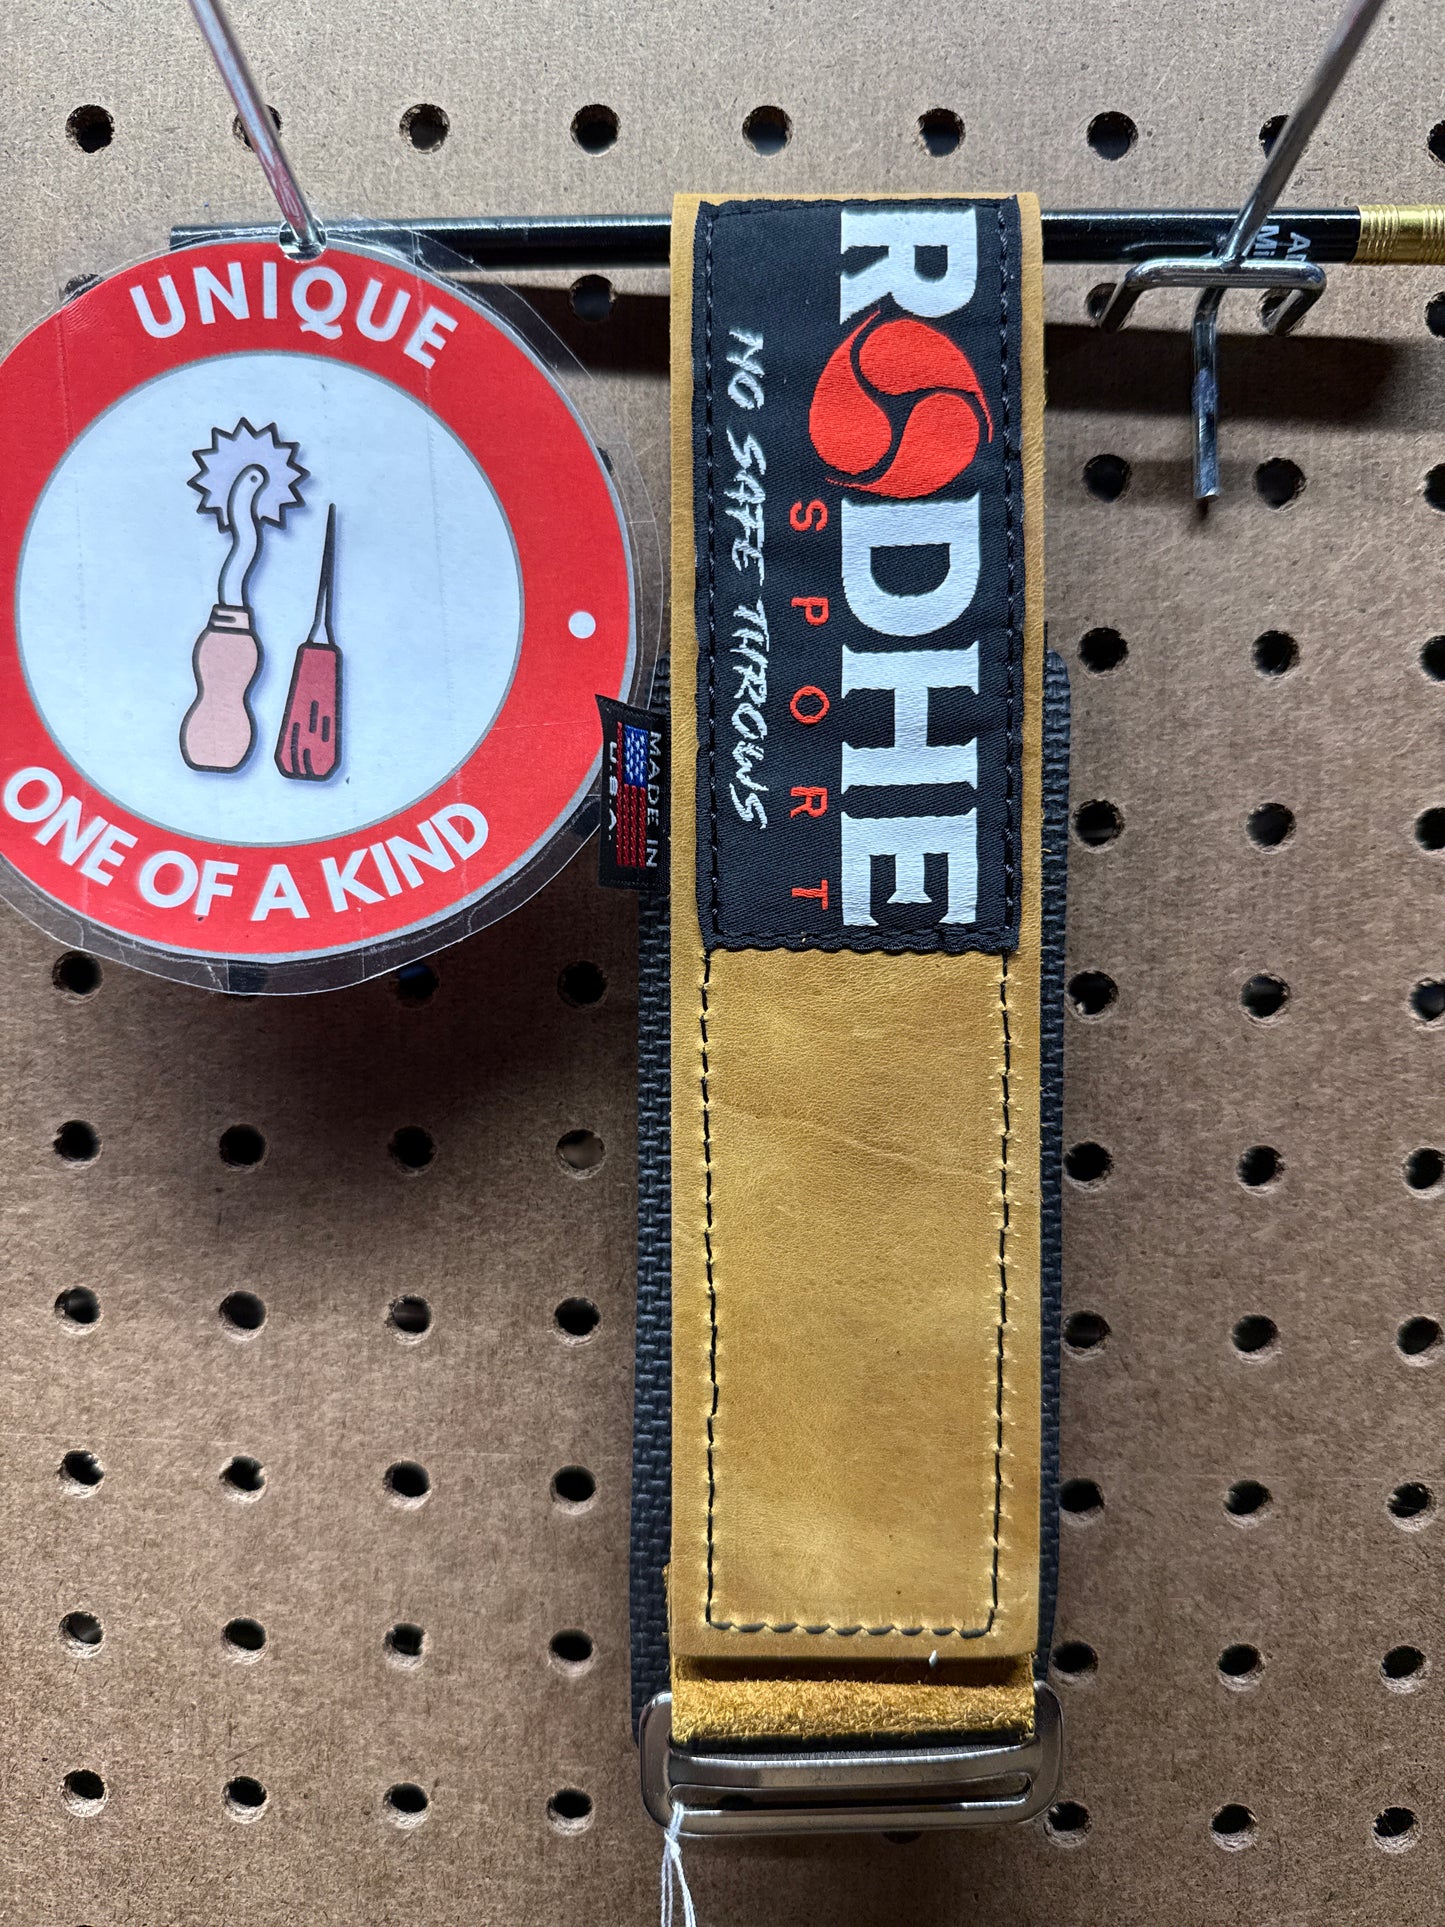 UNIQUE
ONE OF A KIND
MADE IN
U.S.A.
RODHE
SPORT
NO SAFE THROWS